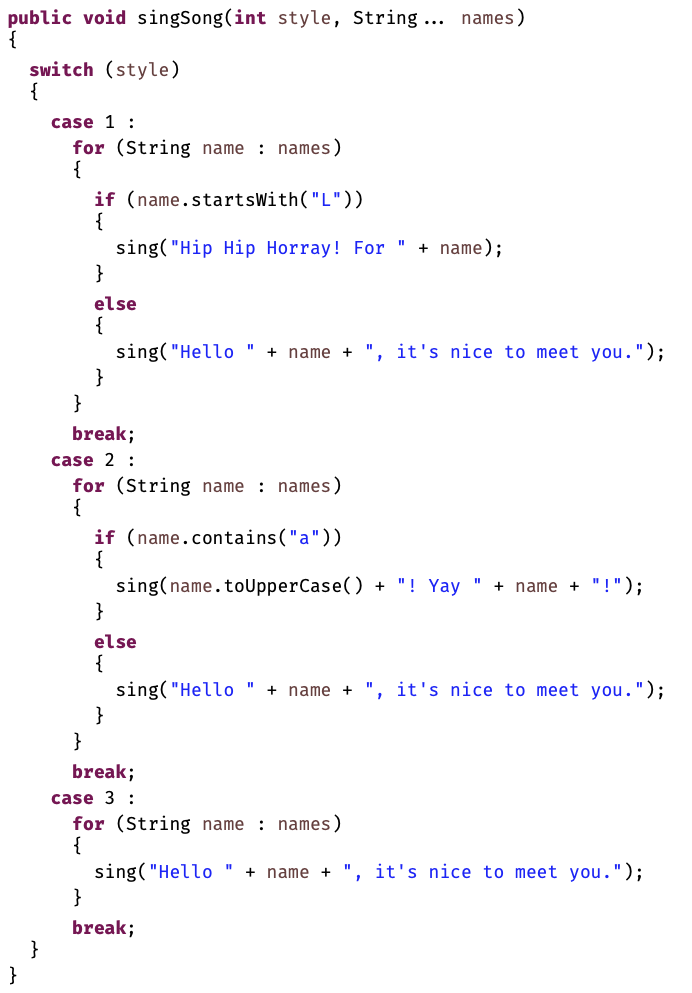 public void singSong(int style, String... names)
{
  switch (style)
  {
    case 1 :
      for (String name : names)
      {
        if (name.startsWith("L"))
        {
          sing("Hip Hip Horray! For " + name);
        }
        else
        {
          sing("Hello " + name + ", it's nice to meet you.");
        }
      }
      break;
    case 2 :
      for (String name : names)
      {
        if (name.contains("a"))
        {
          sing(name.toUpperCase() + "! Yay " + name + "!");
        }
        else
        {
          sing("Hello " + name + ", it's nice to meet you.");
        }
      }
      break;
    case 3 :
      for (String name : names)
      {
        sing("Hello " + name + ", it's nice to meet you.");
      }
      break;
  }
}